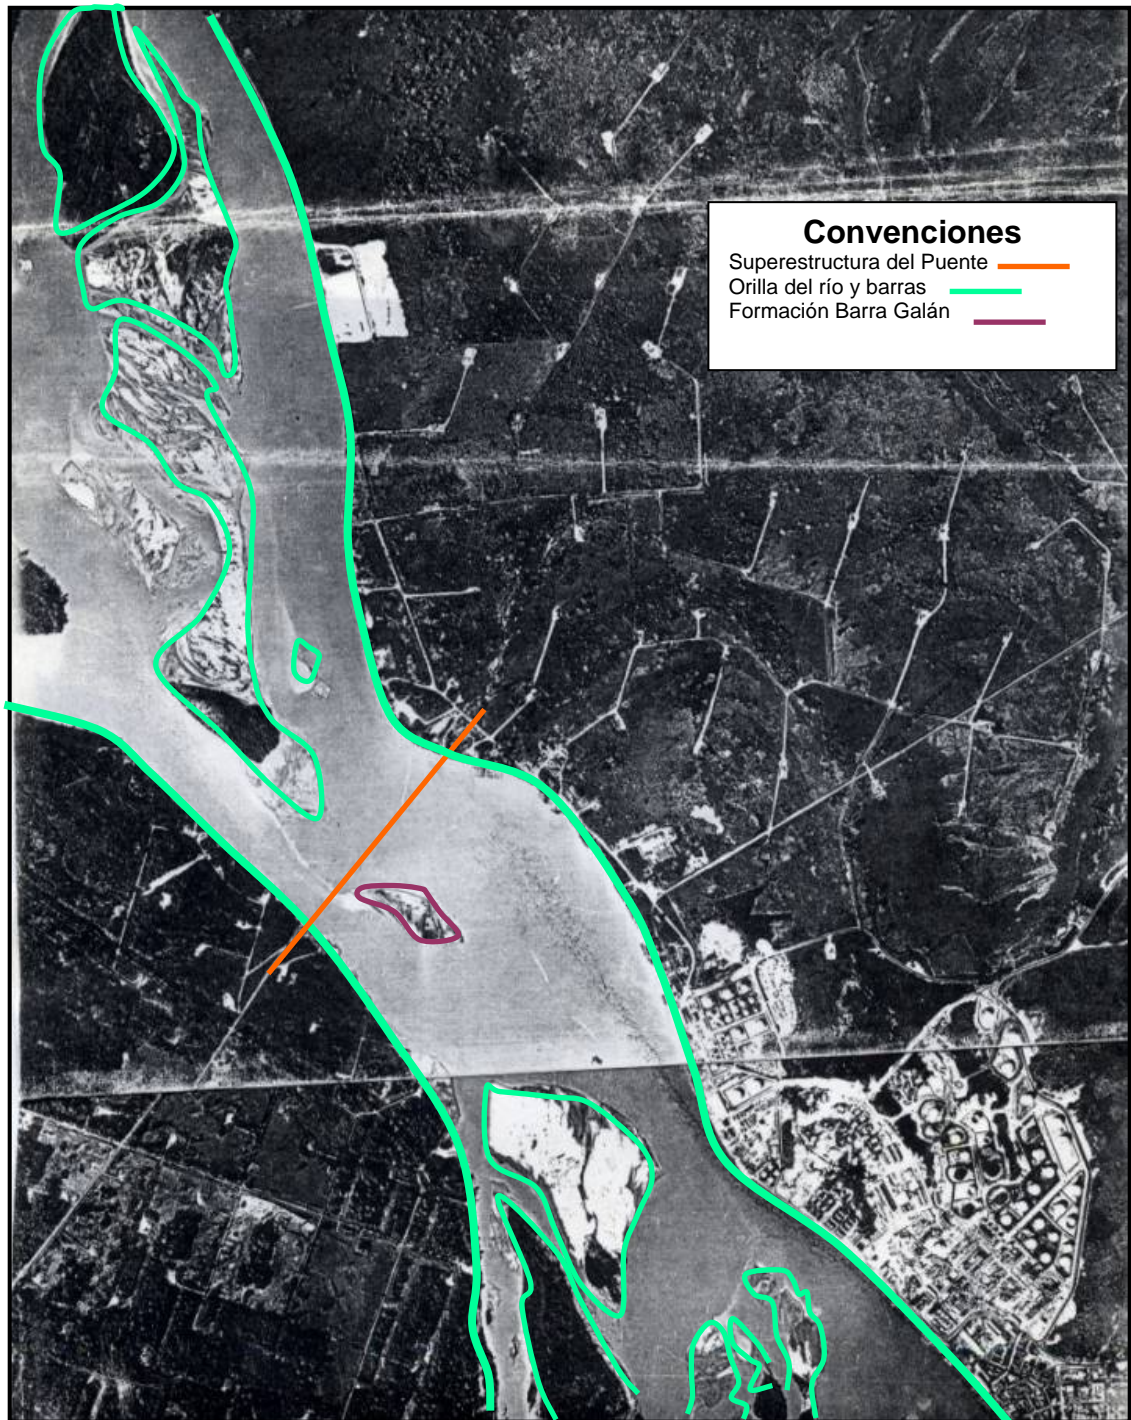 Convenciones
Superestructura del Puente
Orilla del río y barras
Formación Barra Galán